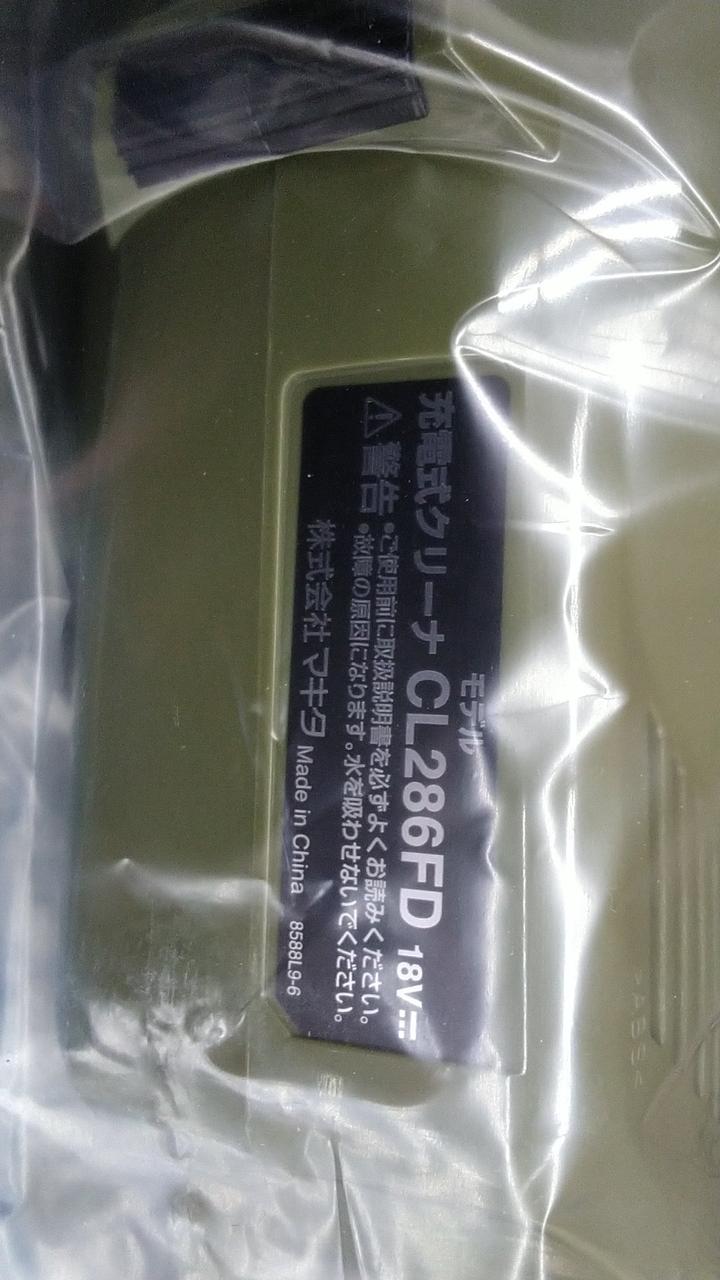 モデル
充電式クリーナ CL286FD 18V⎓
⚠警告 •ご使用前に取扱説明書を必ずよくお読みください。
•故障の原因になります。水を吸わせないでください。
株式会社 マキタ Made in China 8588L9-6
>ABS<